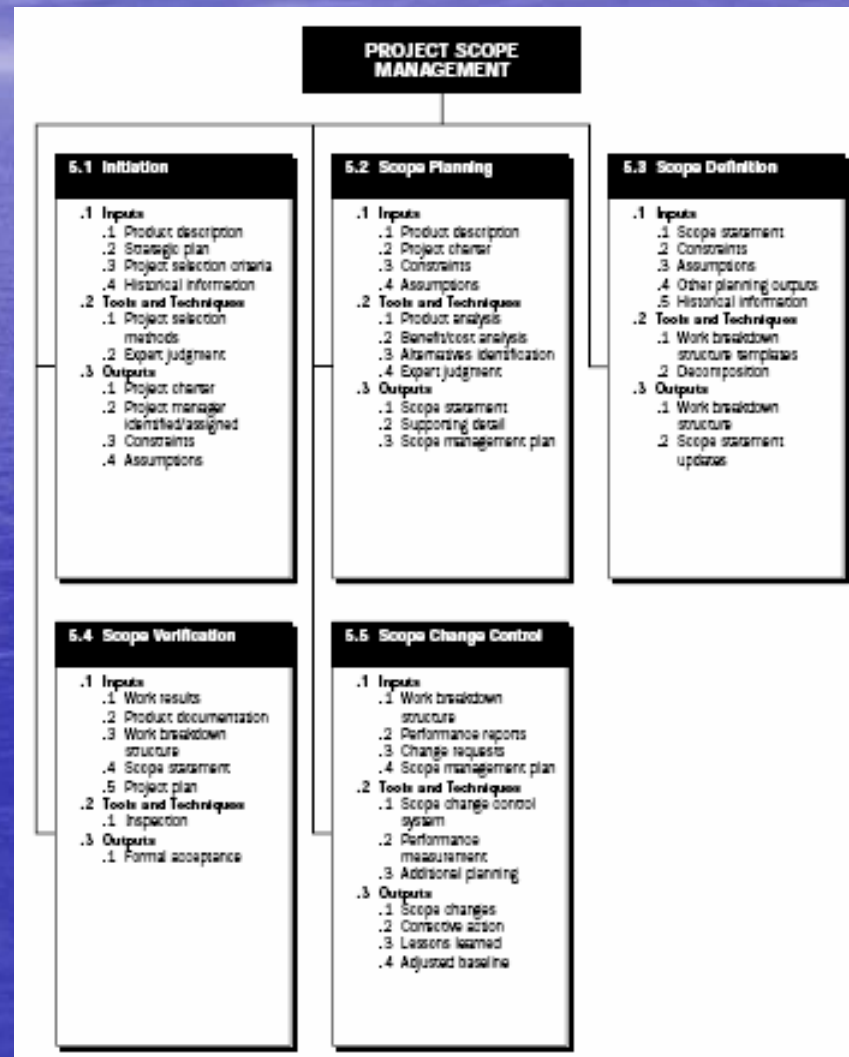 PROJECT SCOPE
MANAGEMENT
5.1 Initiation
.1 Inputs
.1 Product description
.2 Strategic plan
.3 Project selection criteria
.4 Historical information
.2 Tools and Techniques
.1 Project selection
methods
.2 Expert judgment
.3 Outputs
.1 Project charter
.2 Project manager
identified/assigned
.3 Constraints
.4 Assumptions
5.2 Scope Planning
.1 Inputs
.1 Product description
.2 Project charter
.3 Constraints
.4 Assumptions
.2 Tools and Techniques
.1 Product analysis
.2 Benefit/cost analysis
.3 Alternatives identification
.4 Expert judgment
.3 Outputs
.1 Scope statement
.2 Supporting detail
.3 Scope management plan
5.3 Scope Definition
.1 Inputs
.1 Scope statement
.2 Constraints
.3 Assumptions
.4 Other planning outputs
.5 Historical information
.2 Tools and Techniques
.1 Work breakdown
structure templates
.2 Decomposition
.3 Outputs
.1 Work breakdown
structure
.2 Scope statement
updates
5.4 Scope Verification
.1 Inputs
.1 Work results
.2 Product documentation
.3 Work breakdown
structure
.4 Scope statement
.5 Project plan
.2 Tools and Techniques
.1 Inspection
.3 Outputs
.1 Formal acceptance
5.5 Scope Change Control
.1 Inputs
.1 Work breakdown
structure
.2 Performance reports
.3 Change requests
.4 Scope management plan
.2 Tools and Techniques
.1 Scope change control
system
.2 Performance
measurement
.3 Additional planning
.3 Outputs
.1 Scope changes
.2 Corrective action
.3 Lessons learned
.4 Adjusted baseline